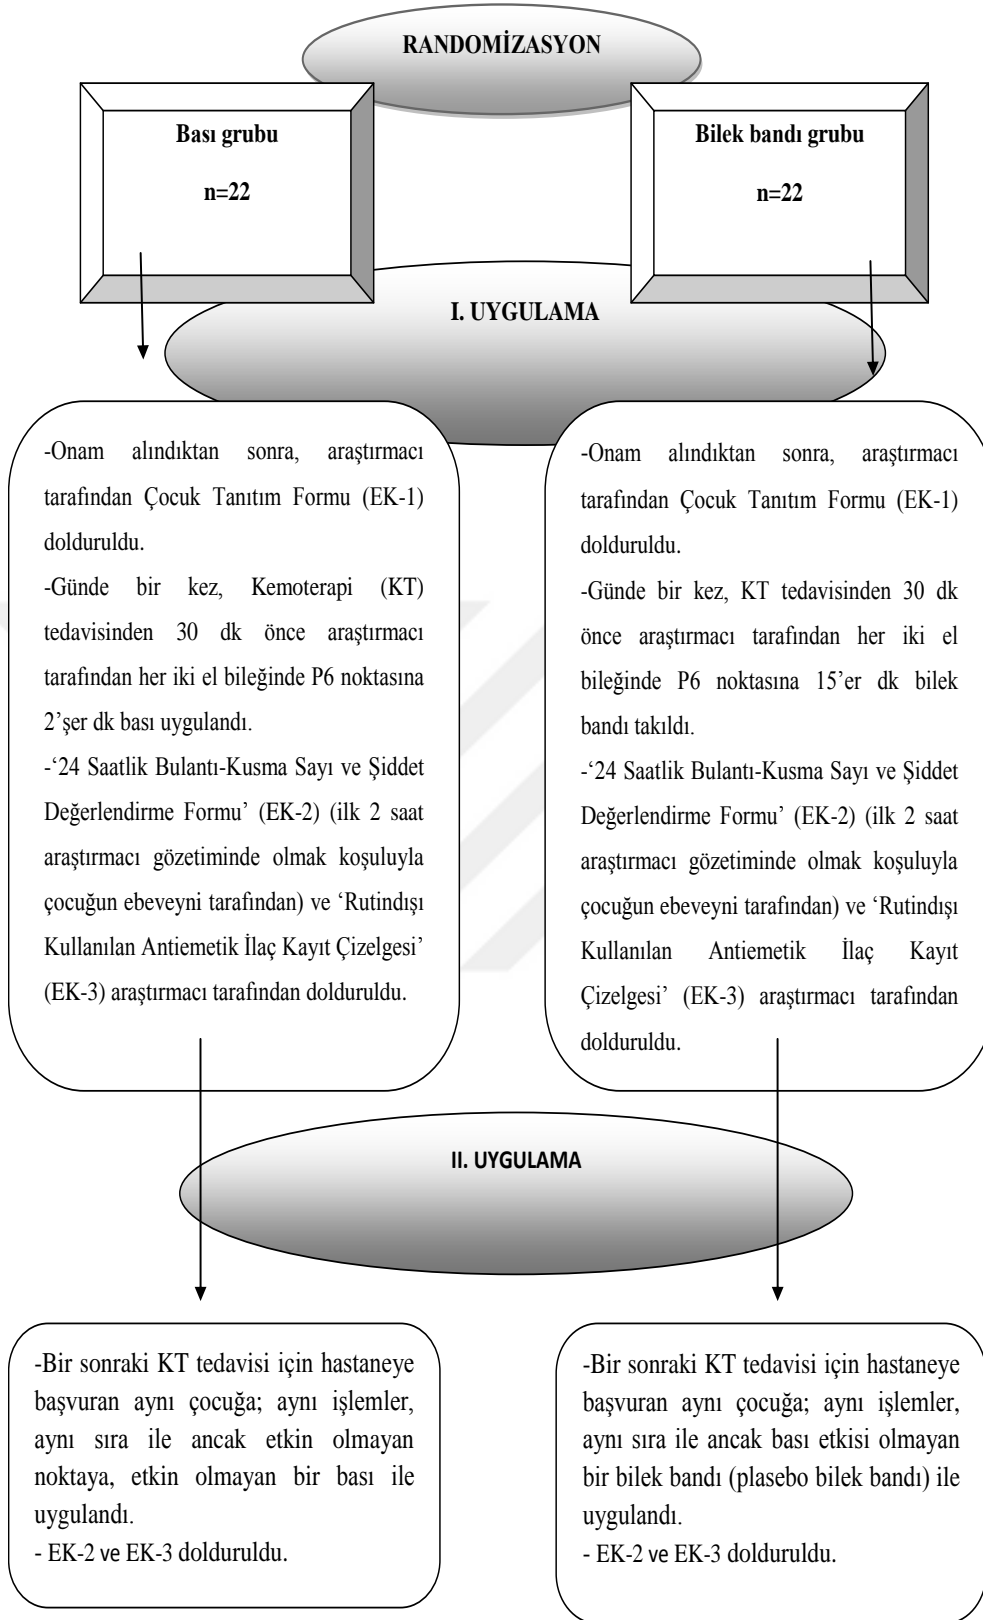 RANDOMİZASYON
Bası grubu
n=22
Bilek bandı grubu
n=22
I. UYGULAMA
-Onam alındıktan sonra, araştırmacı
tarafından Çocuk Tanıtım Formu (EK-1)
dolduruldu.
-Günde bir kez, Kemoterapi (KT)
tedavisinden 30 dk önce araştırmacı
tarafından her iki el bileğinde P6 noktasına
2’şer dk bası uygulandı.
-‘24 Saatlik Bulantı-Kusma Sayı ve Şiddet
Değerlendirme Formu’ (EK-2) (ilk 2 saat
araştırmacı gözetiminde olmak koşuluyla
çocuğun ebeveyni tarafından) ve ‘Rutindışı
Kullanılan Antiemetik İlaç Kayıt Çizelgesi’
(EK-3) araştırmacı tarafından dolduruldu.
-Onam alındıktan sonra, araştırmacı
tarafından Çocuk Tanıtım Formu (EK-1)
dolduruldu.
-Günde bir kez, KT tedavisinden 30 dk
önce araştırmacı tarafından her iki el
bileğinde P6 noktasına 15’er dk bilek
bandı takıldı.
-‘24 Saatlik Bulantı-Kusma Sayı ve Şiddet
Değerlendirme Formu’ (EK-2) (ilk 2 saat
araştırmacı gözetiminde olmak koşuluyla
çocuğun ebeveyni tarafından) ve ‘Rutindışı
Kullanılan Antiemetik İlaç Kayıt
Çizelgesi’ (EK-3) araştırmacı tarafından
dolduruldu.
II. UYGULAMA
-Bir sonraki KT tedavisi için hastaneye
başvuran aynı çocuğa; aynı işlemler,
aynı sıra ile ancak etkin olmayan
noktaya, etkin olmayan bir bası ile
uygulandı.
- EK-2 ve EK-3 dolduruldu.
-Bir sonraki KT tedavisi için hastaneye
başvuran aynı çocuğa; aynı işlemler,
aynı sıra ile ancak bası etkisi olmayan
bir bilek bandı (plasebo bilek bandı) ile
uygulandı.
- EK-2 ve EK-3 dolduruldu.